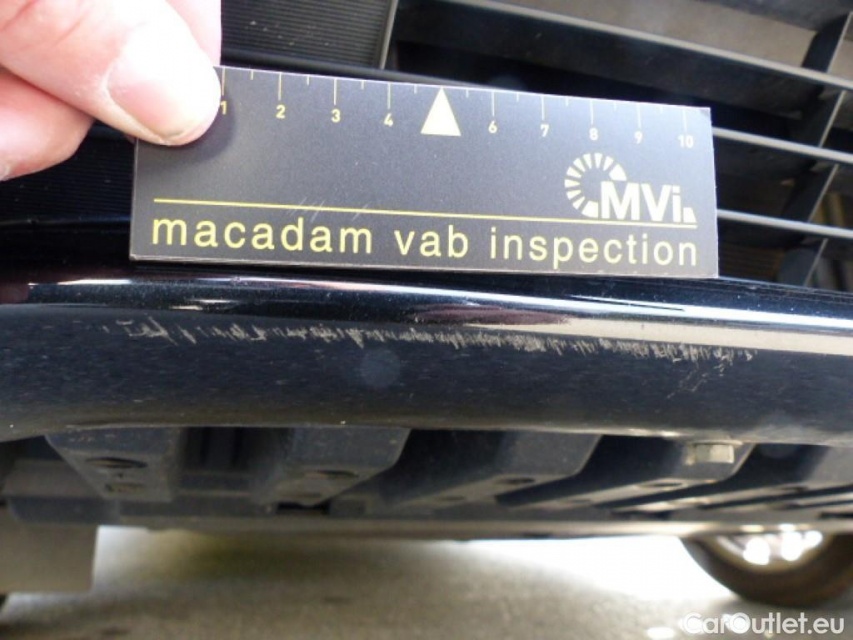 1 2 3 4 6 7 8 9 10
MVi
macadam vab inspection
CarOutlet.eu